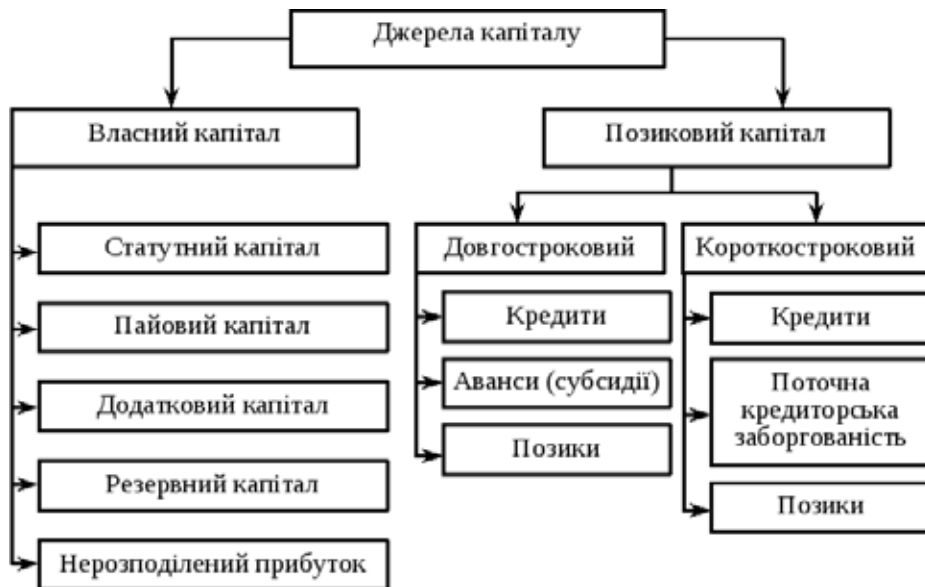 Джерела капіталу
Власний капітал
Позиковий капітал
Статутний капітал
Пайовий капітал
Додатковий капітал
Резервний капітал
Нерозподілений прибуток
Довгостроковий
Кредити
Аванси (субсидії)
Позики
Короткостроковий
Кредити
Поточна
кредиторська
заборгованість
Позики